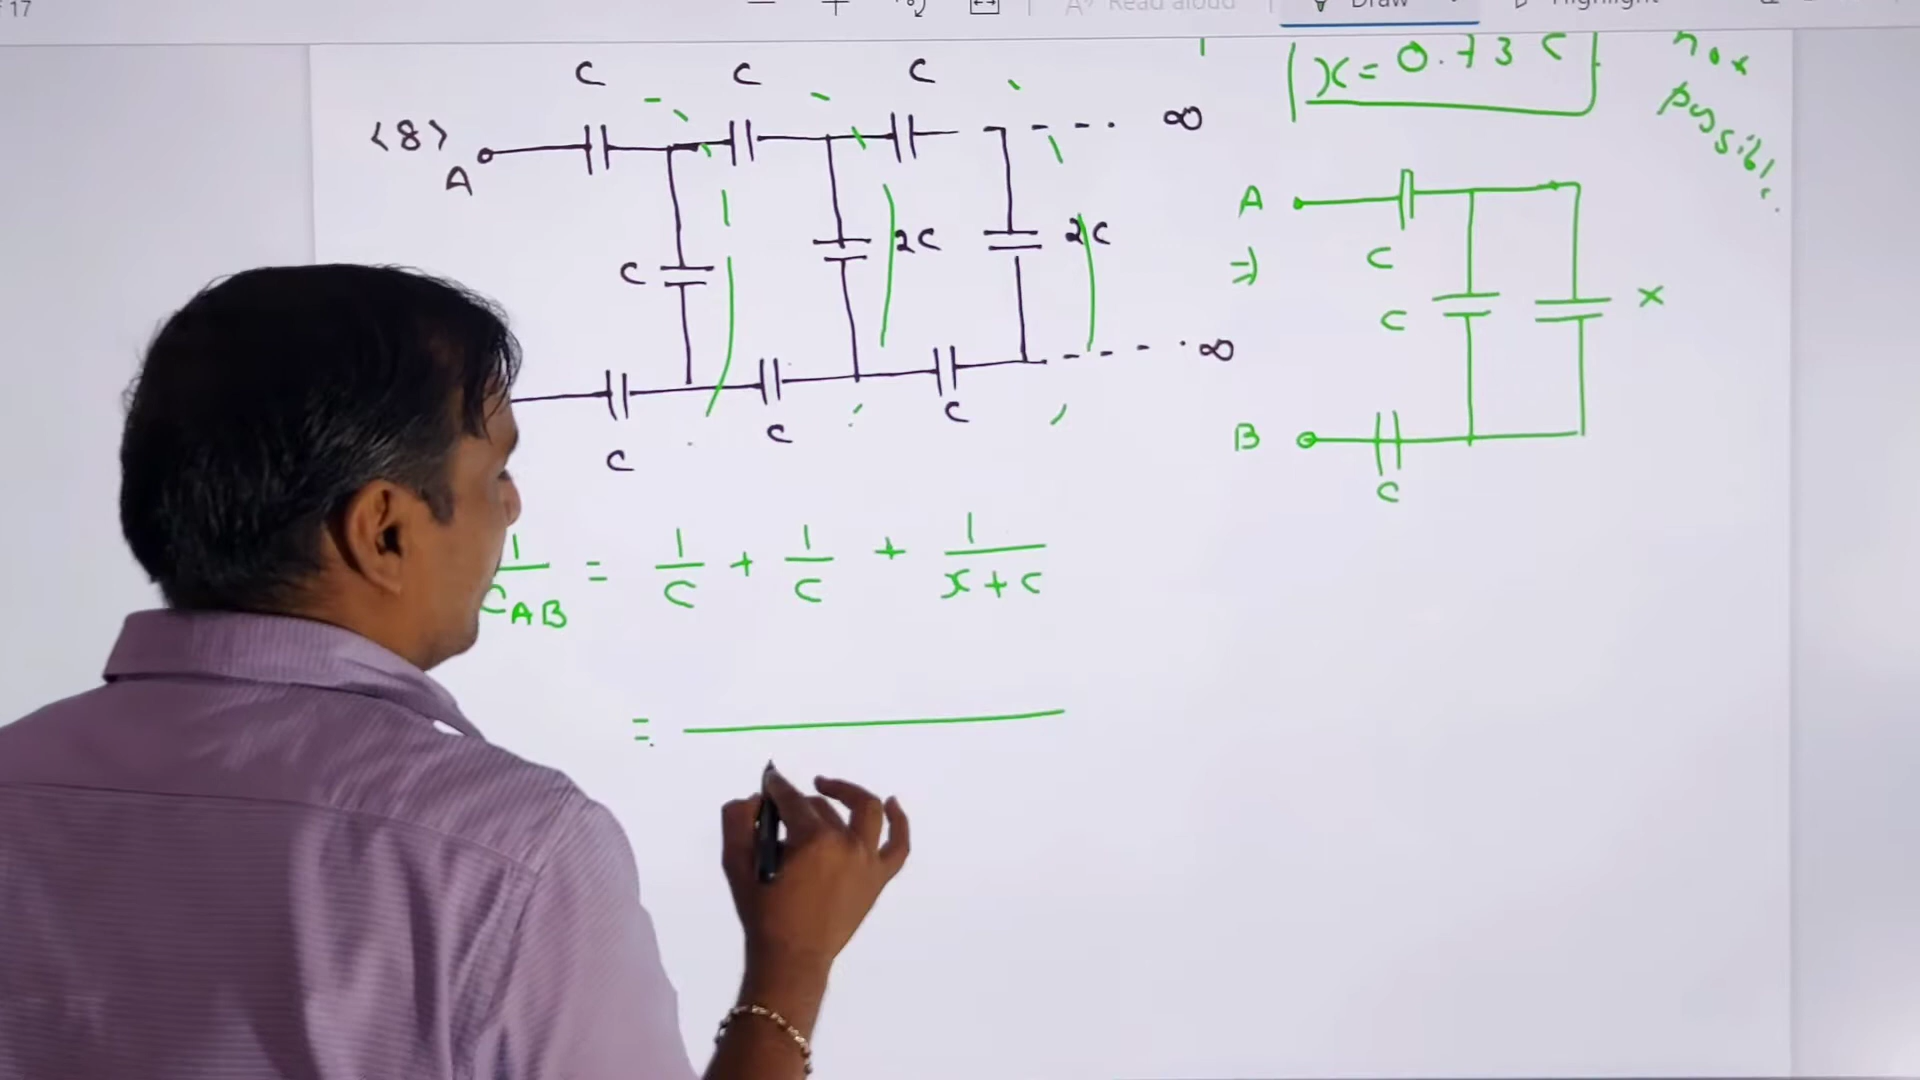 17
Read aloud
Draw
Highlight
x = 0.73 C
not
possible
C C C
<8>
A
∞
C
2C
2C
∞
C
C
C
A
=>
C
C
x
B
C
1/C_AB = 1/C + 1/C + 1/(x + C)
=